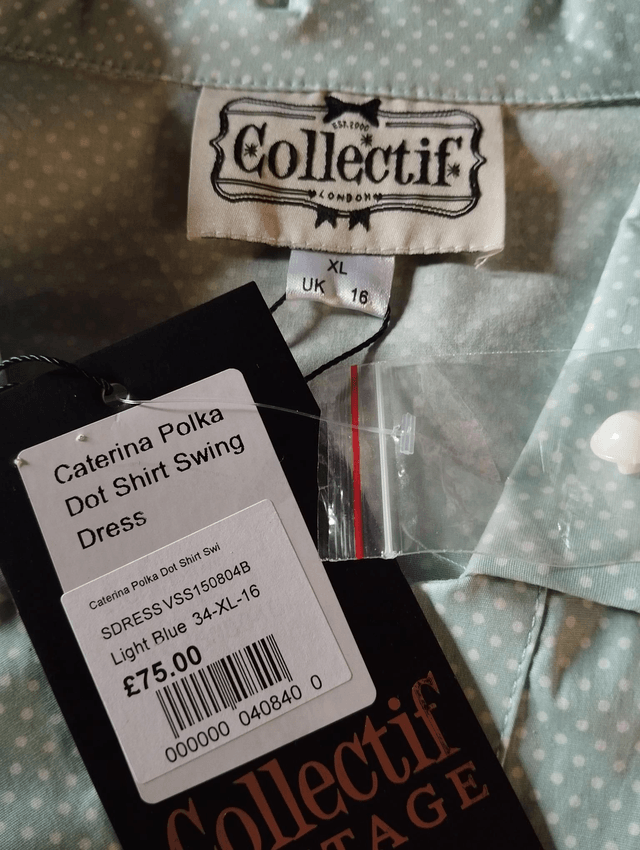 EST. 2000
Collectif
LONDON
XL
UK 16
Caterina Polka
Dot Shirt Swing
Dress
Caterina Polka Dot Shirt Swi
SDRESS VSS150804B
Light Blue 34-XL-16
£75.00
000000 040840 0
Collectif
TAGE